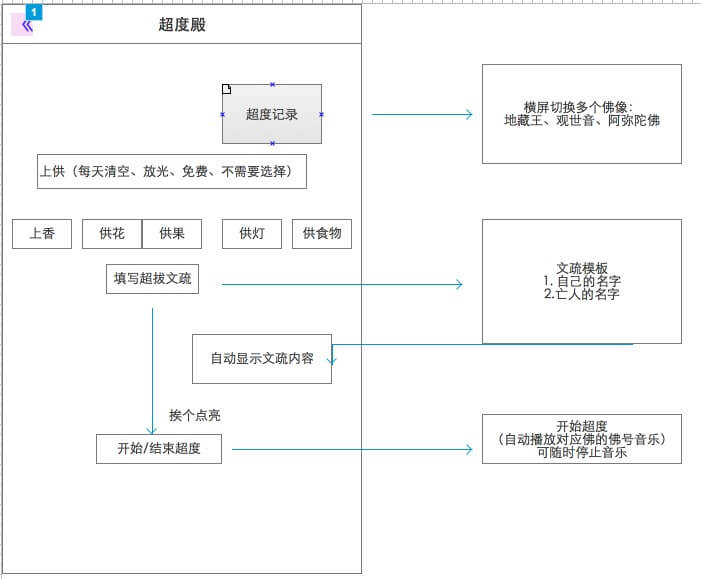 1
超度殿
超度记录
横屏切换多个佛像：
地藏王、观世音、阿弥陀佛
上供（每天清空、放光、免费、不需要选择）
上香
供花
供果
供灯
供食物
填写超拔文疏
文疏模板
1. 自己的名字
2.亡人的名字
自动显示文疏内容
挨个点亮
开始/结束超度
开始超度
（自动播放对应佛的佛号音乐）
可随时停止音乐